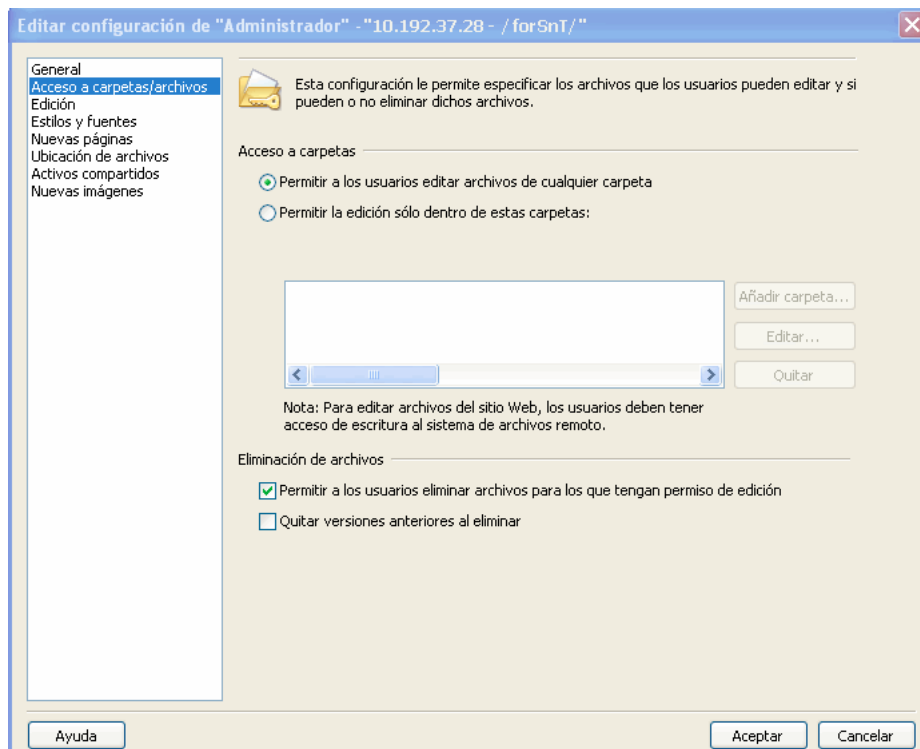 Editar configuración de "Administrador" -"10.192.37.28 - /forSnT/"
General
Acceso a carpetas/archivos
Edición
Estilos y fuentes
Nuevas páginas
Ubicación de archivos
Activos compartidos
Nuevas imágenes
Esta configuración le permite especificar los archivos que los usuarios pueden editar y si
pueden o no eliminar dichos archivos.
Acceso a carpetas
Permitir a los usuarios editar archivos de cualquier carpeta
Permitir la edición sólo dentro de estas carpetas:
Añadir carpeta...
Editar...
Quitar
Nota: Para editar archivos del sitio Web, los usuarios deben tener
acceso de escritura al sistema de archivos remoto.
Eliminación de archivos
Permitir a los usuarios eliminar archivos para los que tengan permiso de edición
Quitar versiones anteriores al eliminar
Ayuda
Aceptar
Cancelar